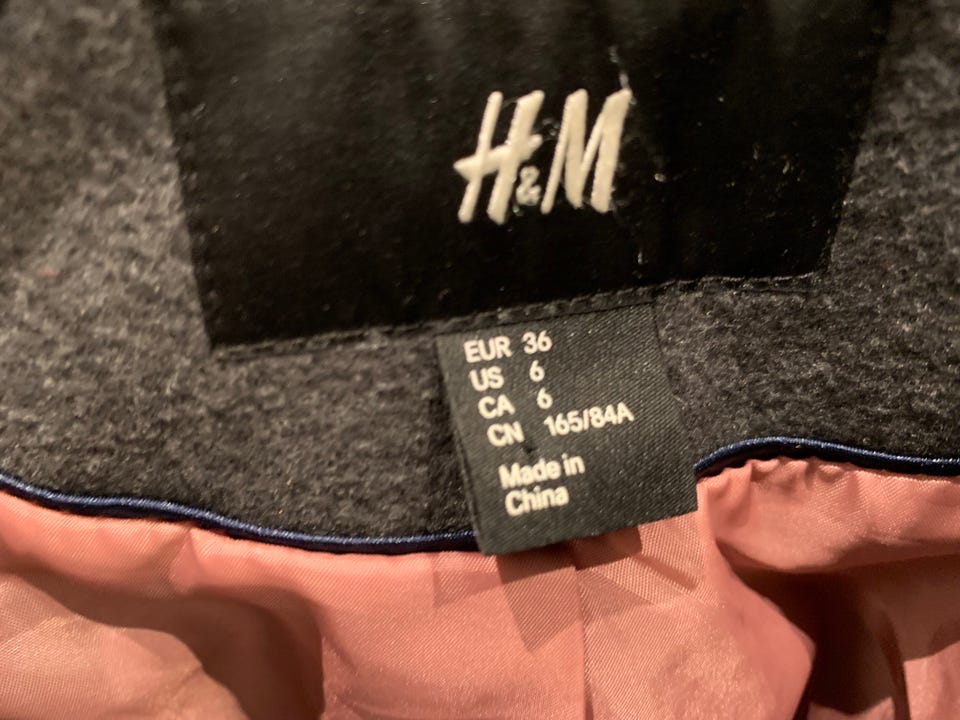 H&M
EUR 36
US 6
CA 6
CN 165/84A
Made in
China